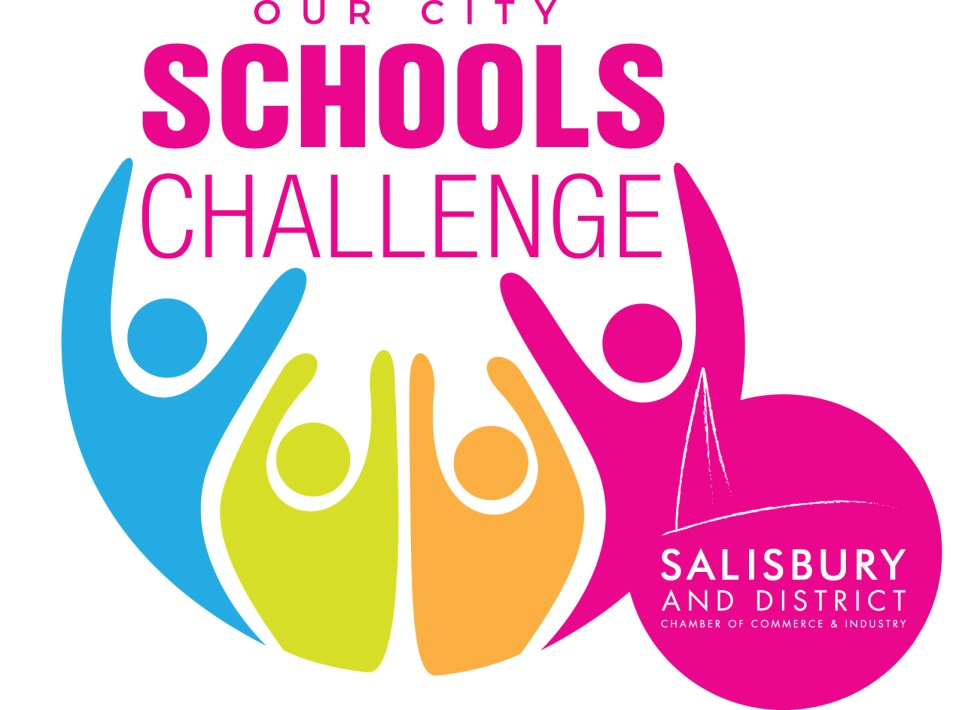 OUR CITY
SCHOOLS
CHALLENGE
SALISBURY
AND DISTRICT
CHAMBER OF COMMERCE & INDUSTRY